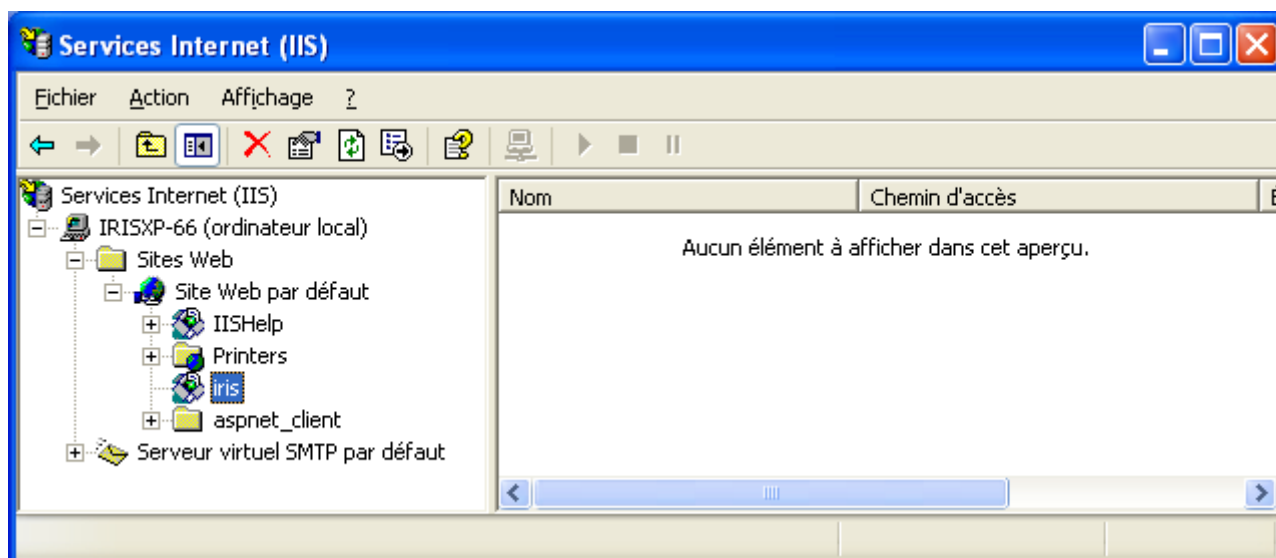 Services Internet (IIS)
Fichier Action Affichage ?
Services Internet (IIS)
IRISXP-66 (ordinateur local)
Sites Web
Site Web par défaut
IISHelp
Printers
iris
aspnet_client
Serveur virtuel SMTP par défaut
Nom Chemin d'accès
Aucun élément à afficher dans cet aperçu.